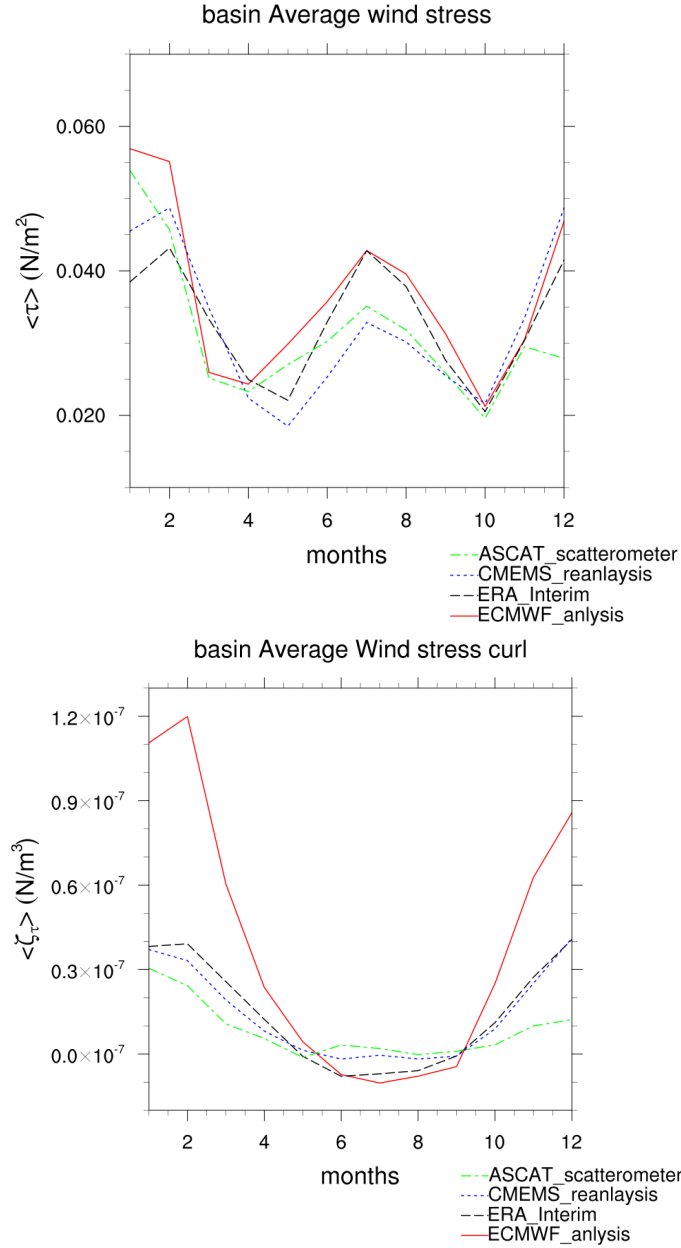 basin Average wind stress
0.060
0.040
0.020
<τ> (N/m²)
2 4 6 8 10 12
months
ASCAT_scatterometer
CMEMS_reanlaysis
ERA_Interim
ECMWF_anlysis
basin Average Wind stress curl
1.2×10⁻⁷
0.9×10⁻⁷
0.6×10⁻⁷
0.3×10⁻⁷
0.0×10⁻⁷
<ζτ> (N/m³)
2 4 6 8 10 12
months
ASCAT_scatterometer
CMEMS_reanlaysis
ERA_Interim
ECMWF_anlysis